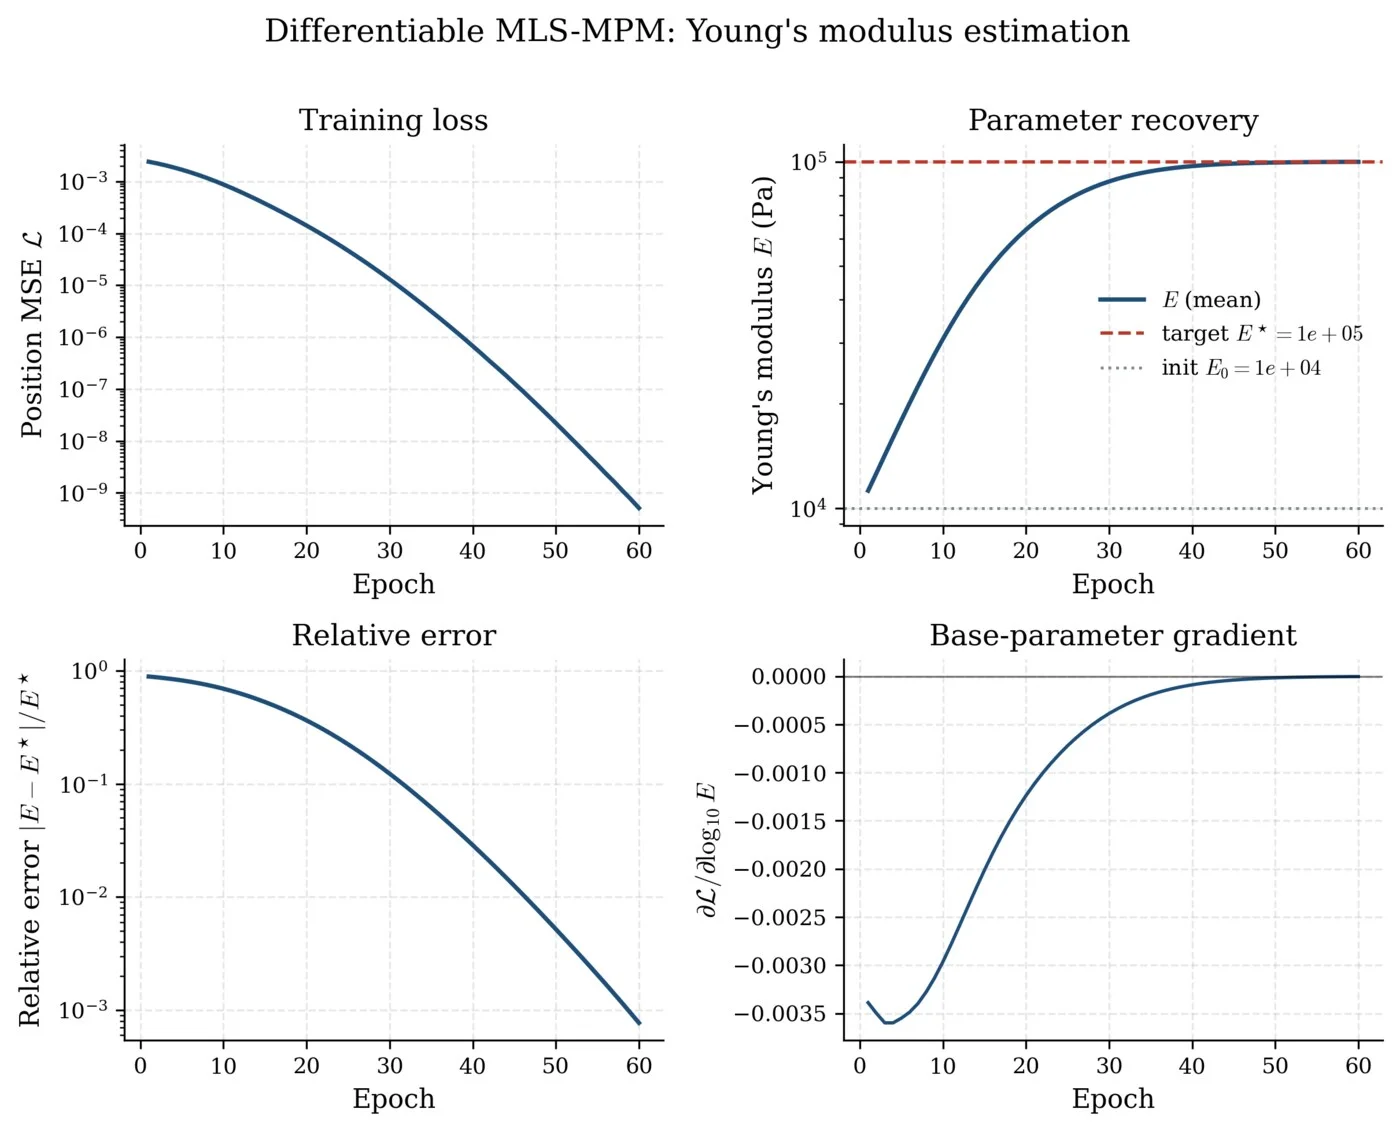 Differentiable MLS-MPM: Young's modulus estimation
Training loss
Position MSE ℒ
10⁻³
10⁻⁴
10⁻⁵
10⁻⁶
10⁻⁷
10⁻⁸
10⁻⁹
0 10 20 30 40 50 60
Epoch
Parameter recovery
Young's modulus E (Pa)
10⁵
10⁴
E (mean)
target E⋆ = 1e + 05
init E₀ = 1e + 04
0 10 20 30 40 50 60
Epoch
Relative error
Relative error |E − E⋆|/E⋆
10⁰
10⁻¹
10⁻²
10⁻³
0 10 20 30 40 50 60
Epoch
Base-parameter gradient
∂ℒ/∂log₁₀ E
0.0000
−0.0005
−0.0010
−0.0015
−0.0020
−0.0025
−0.0030
−0.0035
0 10 20 30 40 50 60
Epoch